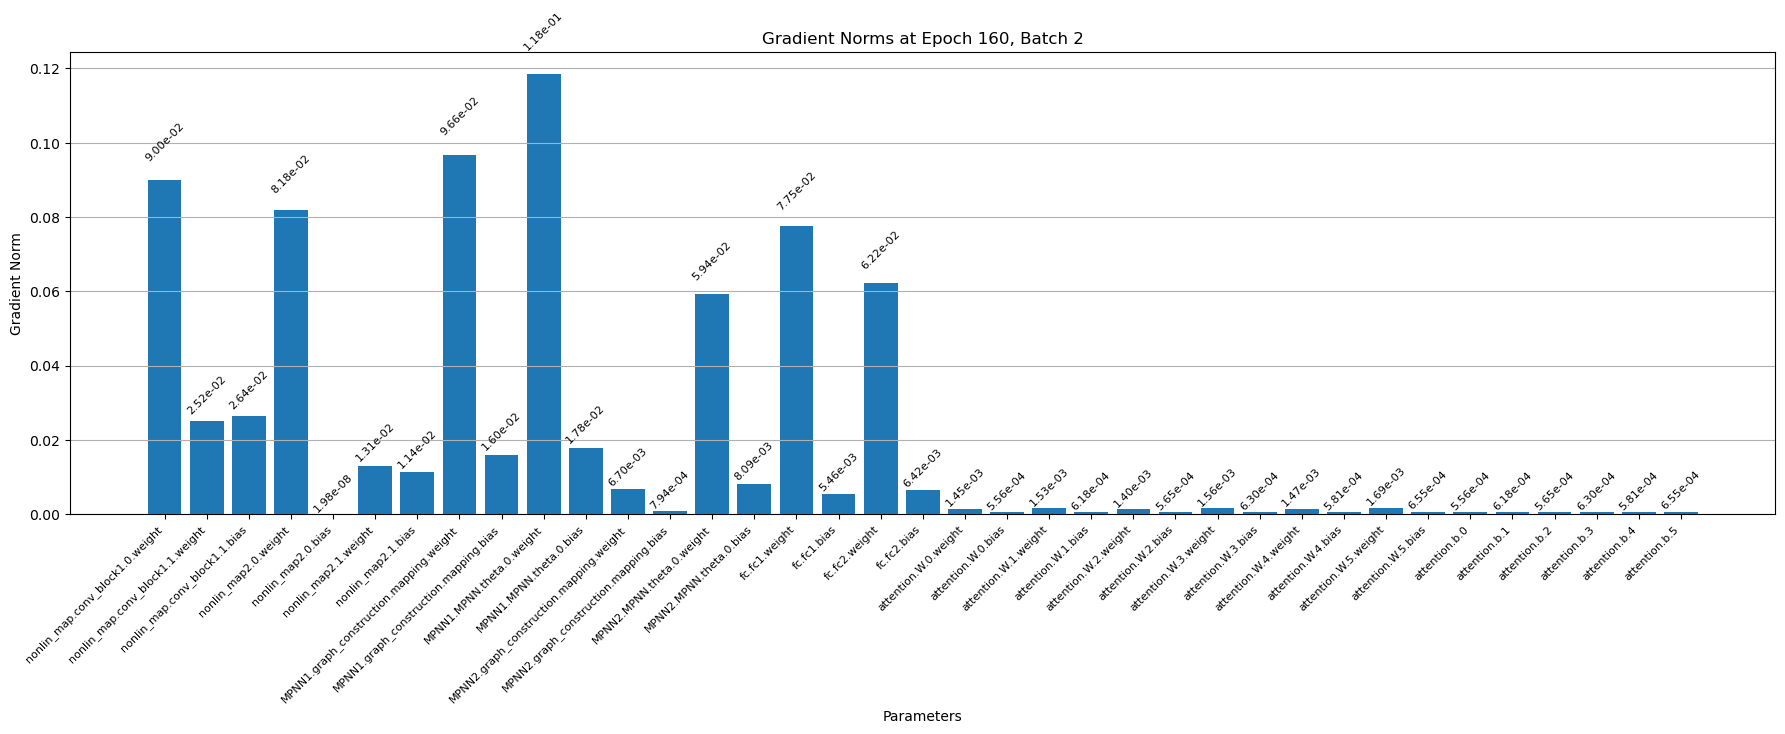 Gradient Norms at Epoch 160, Batch 2
Gradient Norm
0.12
0.10
0.08
0.06
0.04
0.02
0.00
9.00e-02
2.52e-02
2.64e-02
8.18e-02
1.98e-08
1.31e-02
1.14e-02
9.66e-02
1.60e-02
1.18e-01
1.78e-02
6.70e-03
7.94e-04
5.94e-02
8.09e-03
7.75e-02
5.46e-03
6.22e-02
6.42e-03
1.45e-03
5.56e-04
1.53e-03
6.18e-04
1.40e-03
5.65e-04
1.56e-03
6.30e-04
1.47e-03
5.81e-04
1.69e-03
6.55e-04
5.56e-04
6.18e-04
5.65e-04
6.30e-04
5.81e-04
6.55e-04
nonlin_map.conv_block1.0.weight
nonlin_map.conv_block1.1.weight
nonlin_map.conv_block1.1.bias
nonlin_map2.0.weight
nonlin_map2.0.bias
nonlin_map2.1.weight
nonlin_map2.1.bias
MPNN1.graph_construction.mapping.weight
MPNN1.graph_construction.mapping.bias
MPNN1.MPNN.theta.0.weight
MPNN1.MPNN.theta.0.bias
MPNN2.graph_construction.mapping.weight
MPNN2.graph_construction.mapping.bias
MPNN2.MPNN.theta.0.weight
MPNN2.MPNN.theta.0.bias
fc.fc1.weight
fc.fc1.bias
fc.fc2.weight
fc.fc2.bias
attention.W.0.weight
attention.W.0.bias
attention.W.1.weight
attention.W.1.bias
attention.W.2.weight
attention.W.2.bias
attention.W.3.weight
attention.W.3.bias
attention.W.4.weight
attention.W.4.bias
attention.W.5.weight
attention.W.5.bias
attention.b.0
attention.b.1
attention.b.2
attention.b.3
attention.b.4
attention.b.5
Parameters